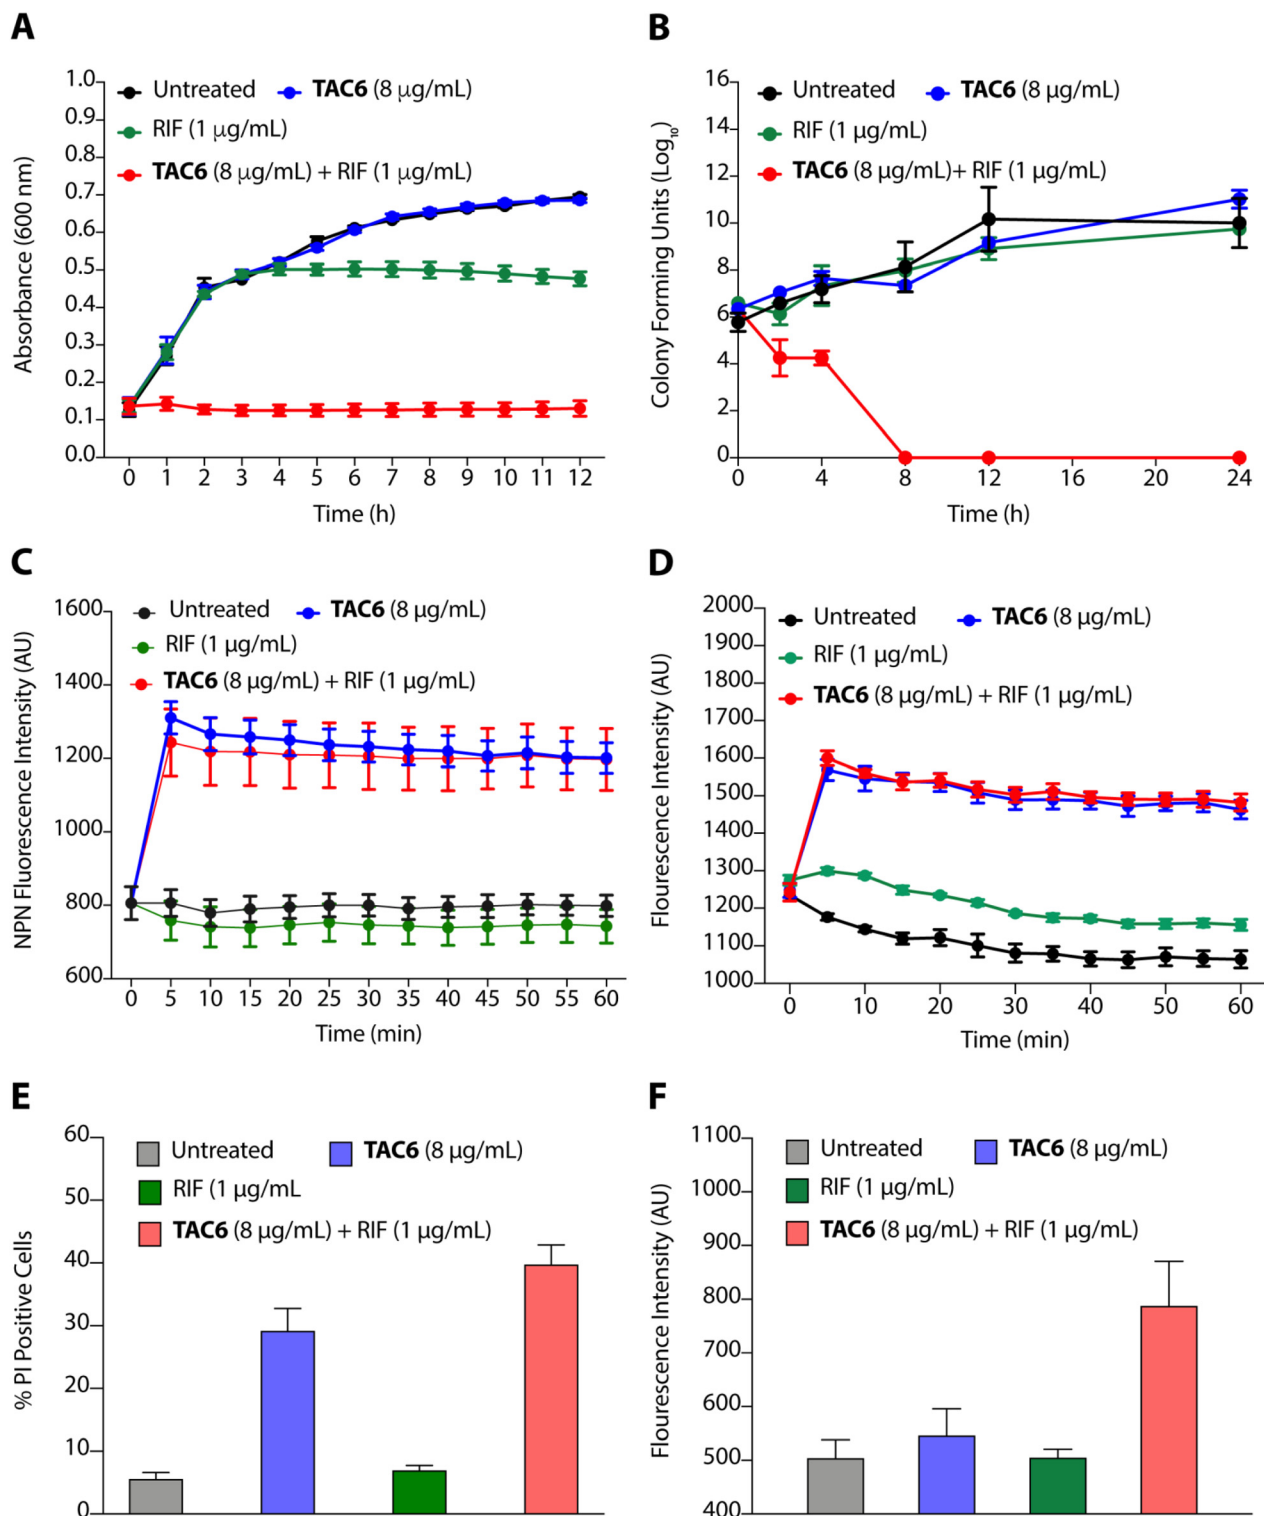 A
Absorbance (600 nm)
1.0
0.9
0.8
0.7
0.6
0.5
0.4
0.3
0.2
0.1
0.0
Untreated TAC6 (8 µg/mL)
RIF (1 µg/mL)
TAC6 (8 µg/mL) + RIF (1 µg/mL)
0 1 2 3 4 5 6 7 8 9 10 11 12
Time (h)
B
Colony Forming Units (Log₁₀)
16
14
12
10
8
6
4
2
0
Untreated TAC6 (8 µg/mL)
RIF (1 µg/mL)
TAC6 (8 µg/mL)+ RIF (1 µg/mL)
0 4 8 12 16 20 24
Time (h)
C
NPN Fluorescence Intensity (AU)
1600
1400
1200
1000
800
600
Untreated TAC6 (8 µg/mL)
RIF (1 µg/mL)
TAC6 (8 µg/mL) + RIF (1 µg/mL)
0 5 10 15 20 25 30 35 40 45 50 55 60
Time (min)
D
Flourescence Intensity (AU)
2000
1900
1800
1700
1600
1500
1400
1300
1200
1100
1000
Untreated TAC6 (8 µg/mL)
RIF (1 µg/mL)
TAC6 (8 µg/mL) + RIF (1 µg/mL)
0 10 20 30 40 50 60
Time (min)
E
% PI Positive Cells
60
50
40
30
20
10
0
Untreated TAC6 (8 µg/mL)
RIF (1 µg/mL
TAC6 (8 µg/mL) + RIF (1 µg/mL)
F
Flourescence Intensity (AU)
1100
1000
900
800
700
600
500
400
Untreated TAC6 (8 µg/mL)
RIF (1 µg/mL)
TAC6 (8 µg/mL) + RIF (1 µg/mL)